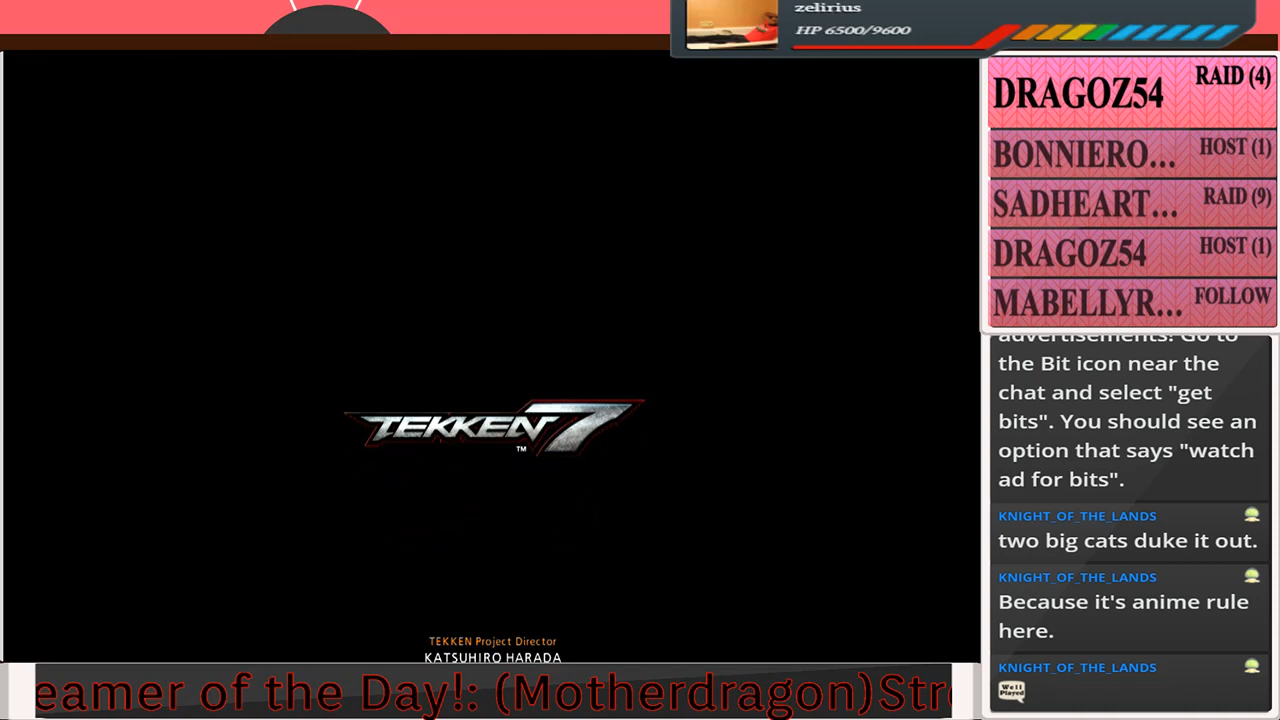 zelirius
HP 6500/9600
DRAGOZ54 RAID (4)
BONNIERO... HOST (1)
SADHEART... RAID (9)
DRAGOZ54 HOST (1)
MABELLYR... FOLLOW
advertisements! Go to
the Bit icon near the
chat and select "get
bits". You should see an
option that says "watch
ad for bits".
KNIGHT_OF_THE_LANDS
two big cats duke it out.
KNIGHT_OF_THE_LANDS
Because it's anime rule
here.
KNIGHT_OF_THE_LANDS
Well
Played
TEKKEN 7
TM
TEKKEN Project Director
KATSUHIRO HARADA
eamer of the Day!: (Motherdragon)Stre